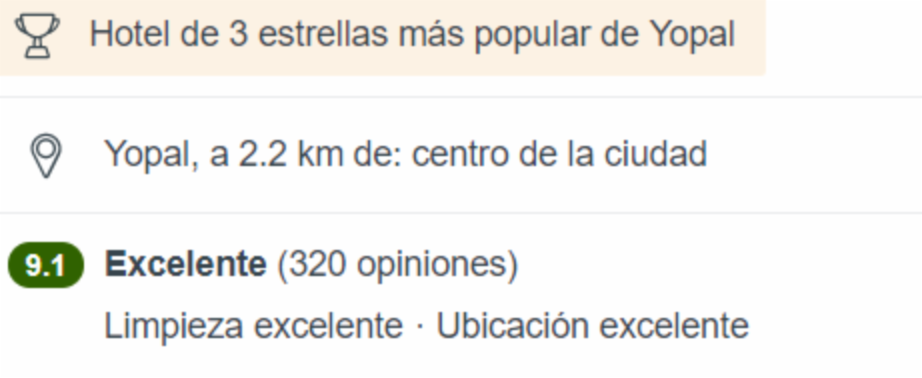 Hotel de 3 estrellas más popular de Yopal
Yopal, a 2.2 km de: centro de la ciudad
9.1 Excelente (320 opiniones)
Limpieza excelente · Ubicación excelente